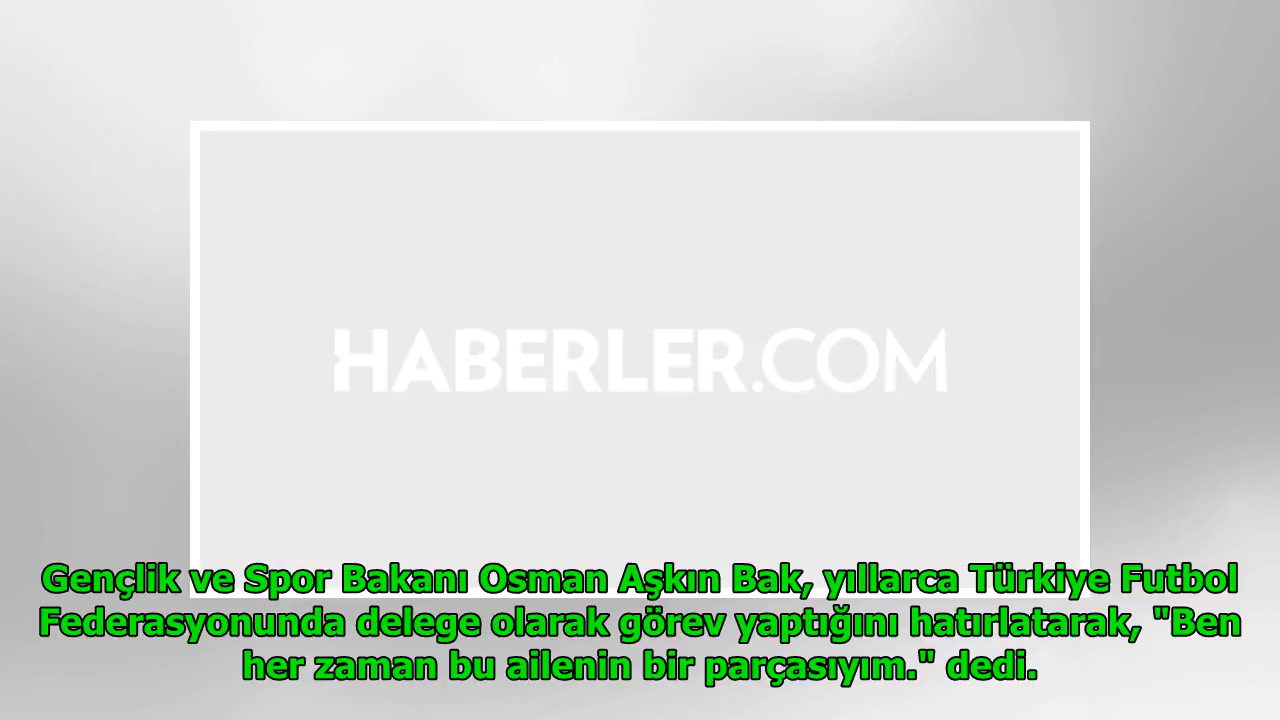 HABERLER.COM
Gençlik ve Spor Bakanı Osman Aşkın Bak, yıllarca Türkiye Futbol
Federasyonunda delege olarak görev yaptığını hatırlatarak, "Ben
her zaman bu ailenin bir parçasıyım." dedi.